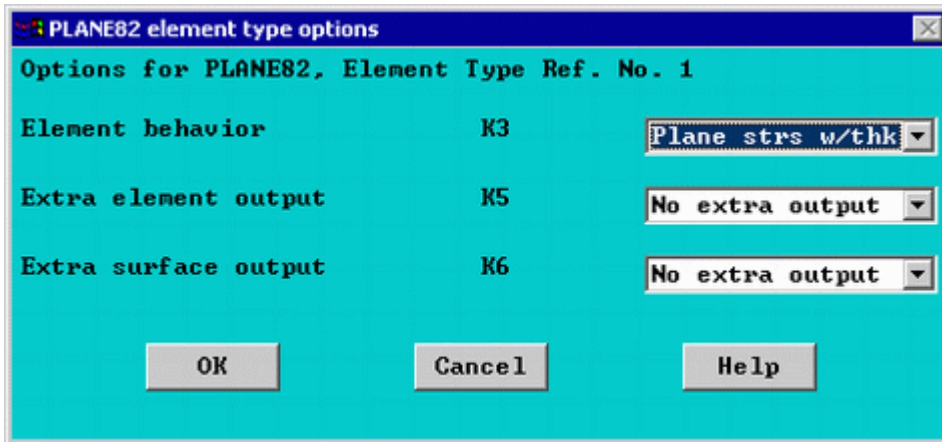 PLANE82 element type options
Options for PLANE82, Element Type Ref. No. 1
Element behavior K3 Plane strs w/thk
Extra element output K5 No extra output
Extra surface output K6 No extra output
OK Cancel Help